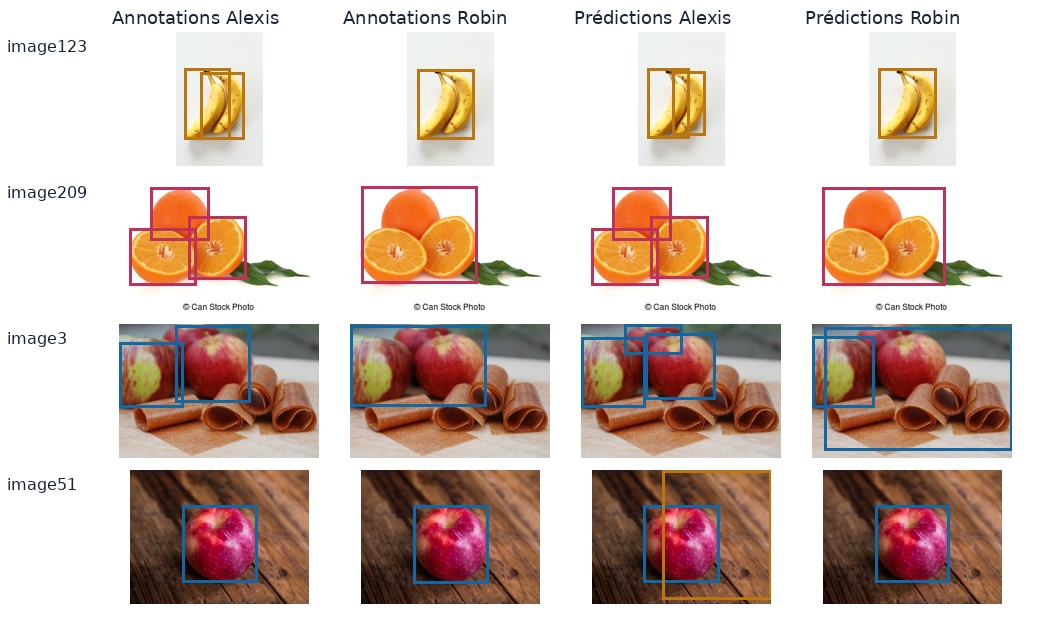 Annotations Alexis
Annotations Robin
Prédictions Alexis
Prédictions Robin
image123
image209
© Can Stock Photo
© Can Stock Photo
© Can Stock Photo
© Can Stock Photo
image3
image51